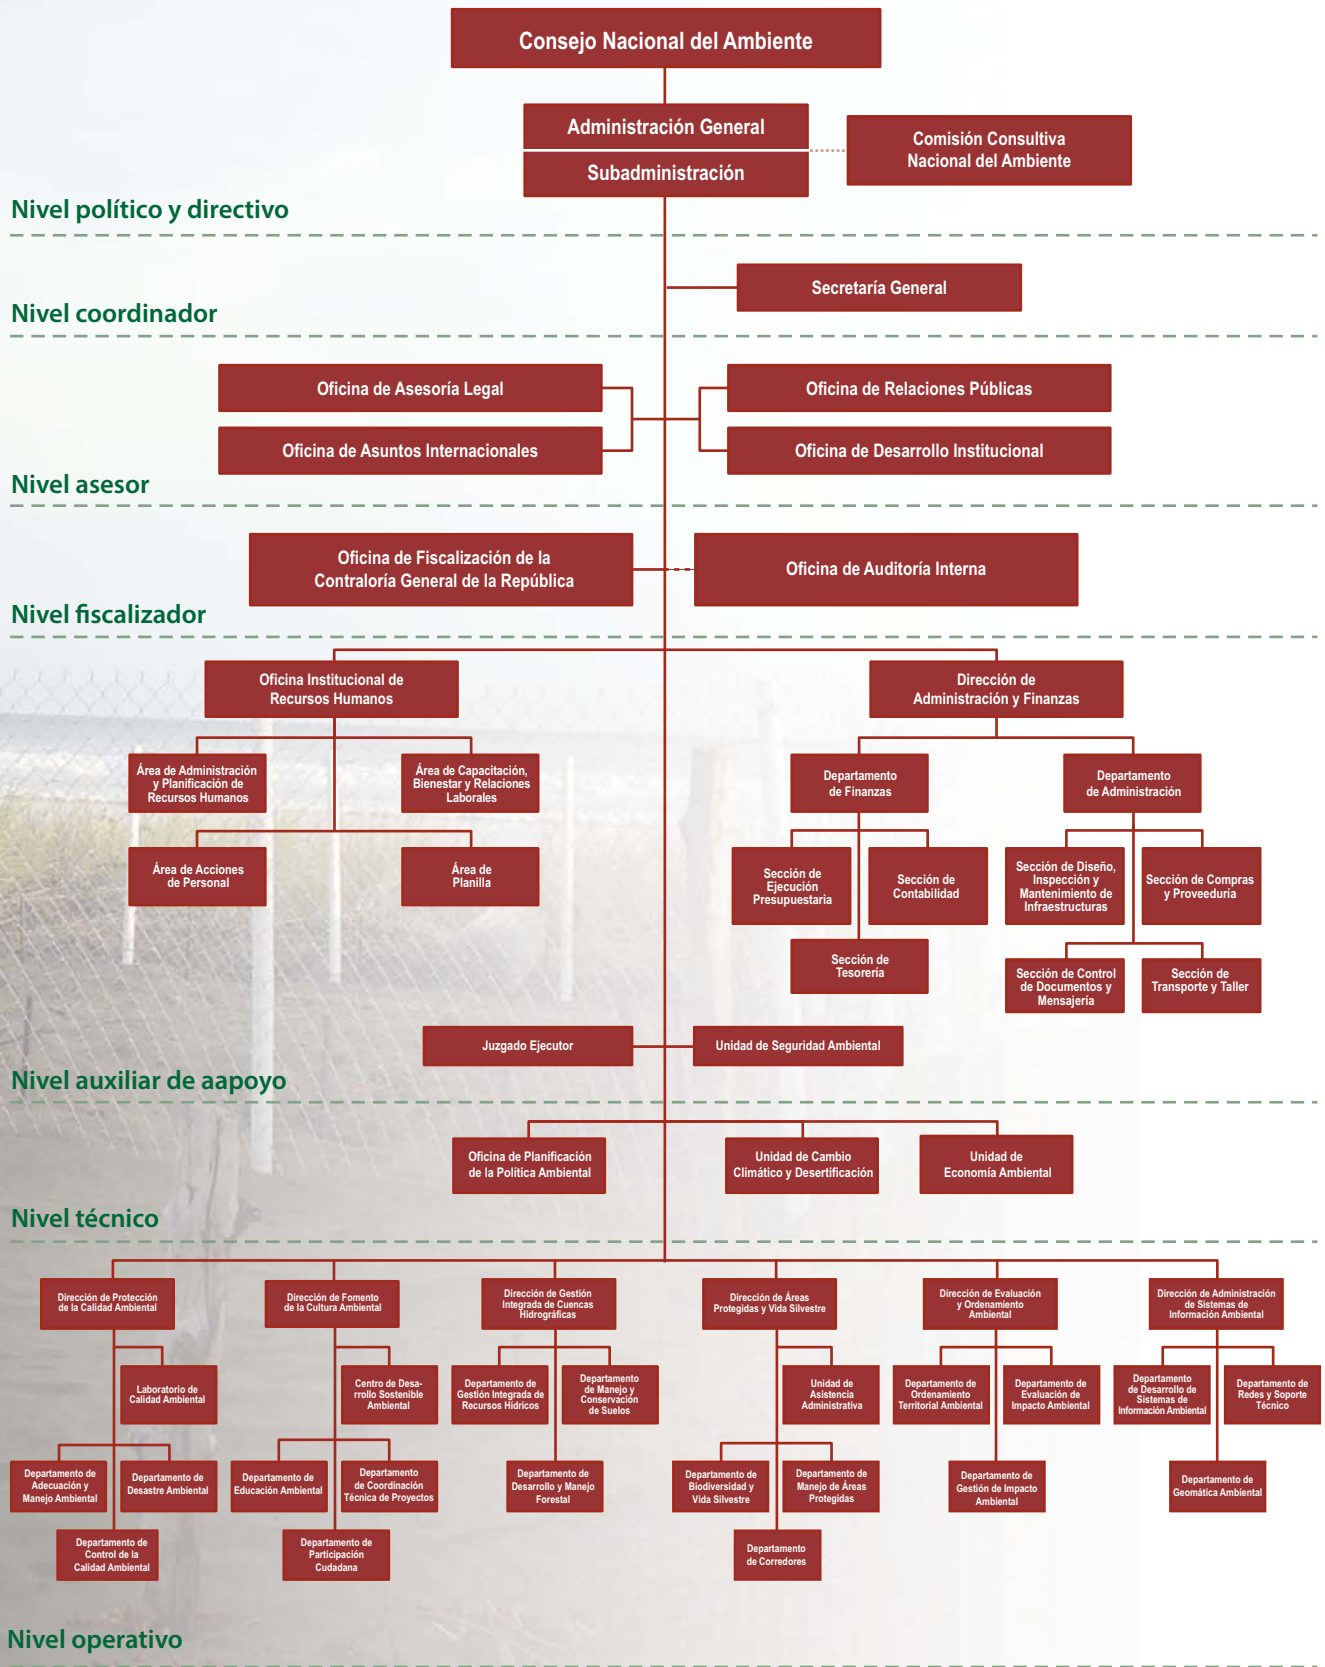 Consejo Nacional del Ambiente
Administración General
Subadministración
Comisión Consultiva
Nacional del Ambiente
Nivel político y directivo
Secretaría General
Nivel coordinador
Oficina de Asesoría Legal
Oficina de Relaciones Públicas
Oficina de Asuntos Internacionales
Oficina de Desarrollo Institucional
Nivel asesor
Oficina de Fiscalización de la
Contraloría General de la República
Oficina de Auditoría Interna
Nivel fiscalizador
Oficina Institucional de
Recursos Humanos
Dirección de
Administración y Finanzas
Área de Administración
y Planificación de
Recursos Humanos
Área de Capacitación,
Bienestar y Relaciones
Laborales
Departamento
de Finanzas
Departamento
de Administración
Área de Acciones
de Personal
Área de
Planilla
Sección de
Ejecución
Presupuestaria
Sección de
Contabilidad
Sección de Diseño,
Inspección y
Mantenimiento de
Infraestructuras
Sección de Compras
y Proveeduría
Sección de
Tesorería
Sección de Control
de Documentos y
Mensajería
Sección de
Transporte y Taller
Juzgado Ejecutor
Unidad de Seguridad Ambiental
Nivel auxiliar de aapoyo
Oficina de Planificación
de la Política Ambiental
Unidad de Cambio
Climático y Desertificación
Unidad de
Economía Ambiental
Nivel técnico
Dirección de Protección
de la Calidad Ambiental
Dirección de Fomento
de la Cultura Ambiental
Dirección de Gestión
Integrada de Cuencas
Hidrográficas
Dirección de Áreas
Protegidas y Vida Silvestre
Dirección de Evaluación
y Ordenamiento
Ambiental
Dirección de Administración
de Sistemas de
Información Ambiental
Laboratorio de
Calidad Ambiental
Centro de Desa-
rrollo Sostenible
Ambiental
Departamento de
Gestión Integrada de
Recursos Hídricos
Departamento
de Manejo y
Conservación
de Suelos
Unidad de
Asistencia
Administrativa
Departamento de
Ordenamiento
Territorial Ambiental
Departamento de
Evaluación de
Impacto Ambiental
Departamento
de Desarrollo de
Sistemas de
Información Ambiental
Departamento de
Redes y Soporte
Técnico
Departamento de
Adecuación y
Manejo Ambiental
Departamento de
Desastre Ambiental
Departamento de
Educación Ambiental
Departamento
de Coordinación
Técnica de Proyectos
Departamento de
Desarrollo y Manejo
Forestal
Departamento de
Biodiversidad y
Vida Silvestre
Departamento de
Manejo de Áreas
Protegidas
Departamento de
Gestión de Impacto
Ambiental
Departamento de
Geomática Ambiental
Departamento de
Control de la
Calidad Ambiental
Departamento de
Participación
Cudadana
Departamento
de Corredores
Nivel operativo